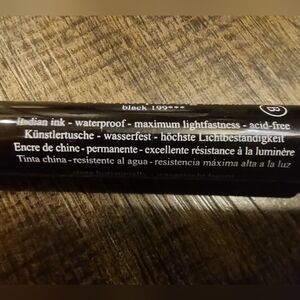 black 199***
Indian ink - waterproof - maximum lightfastness - acid-free
Künstlertusche - wasserfest - höchste Lichtbeständigkeit
Encre de chine - permanente - excellente résistance à la lumière
Tinta china - resistente al agua - resistencia máxima alta a la luz